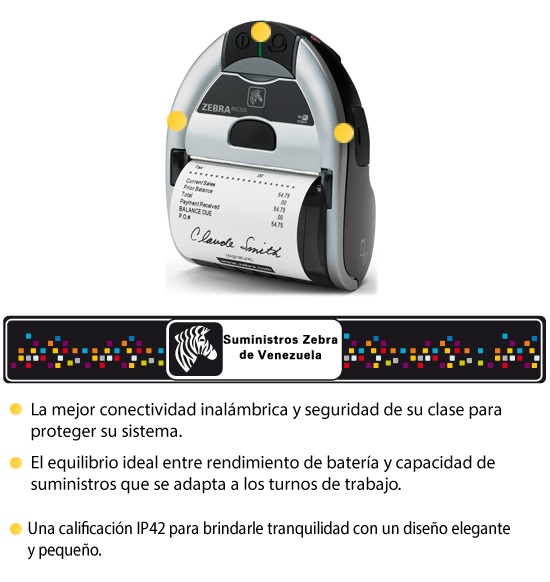 ZEBRA
Tax .00
Current Sales 54.75
Prior Balance .00
Total 54.75
Payment Received .00
BALANCE DUE 54.75
P.O.#
Claude Smith
Suministros Zebra
de Venezuela
La mejor conectividad inalámbrica y seguridad de su clase para
proteger su sistema.
El equilibrio ideal entre rendimiento de batería y capacidad de
suministros que se adapta a los turnos de trabajo.
Una calificación IP42 para brindarle tranquilidad con un diseño elegante
y pequeño.